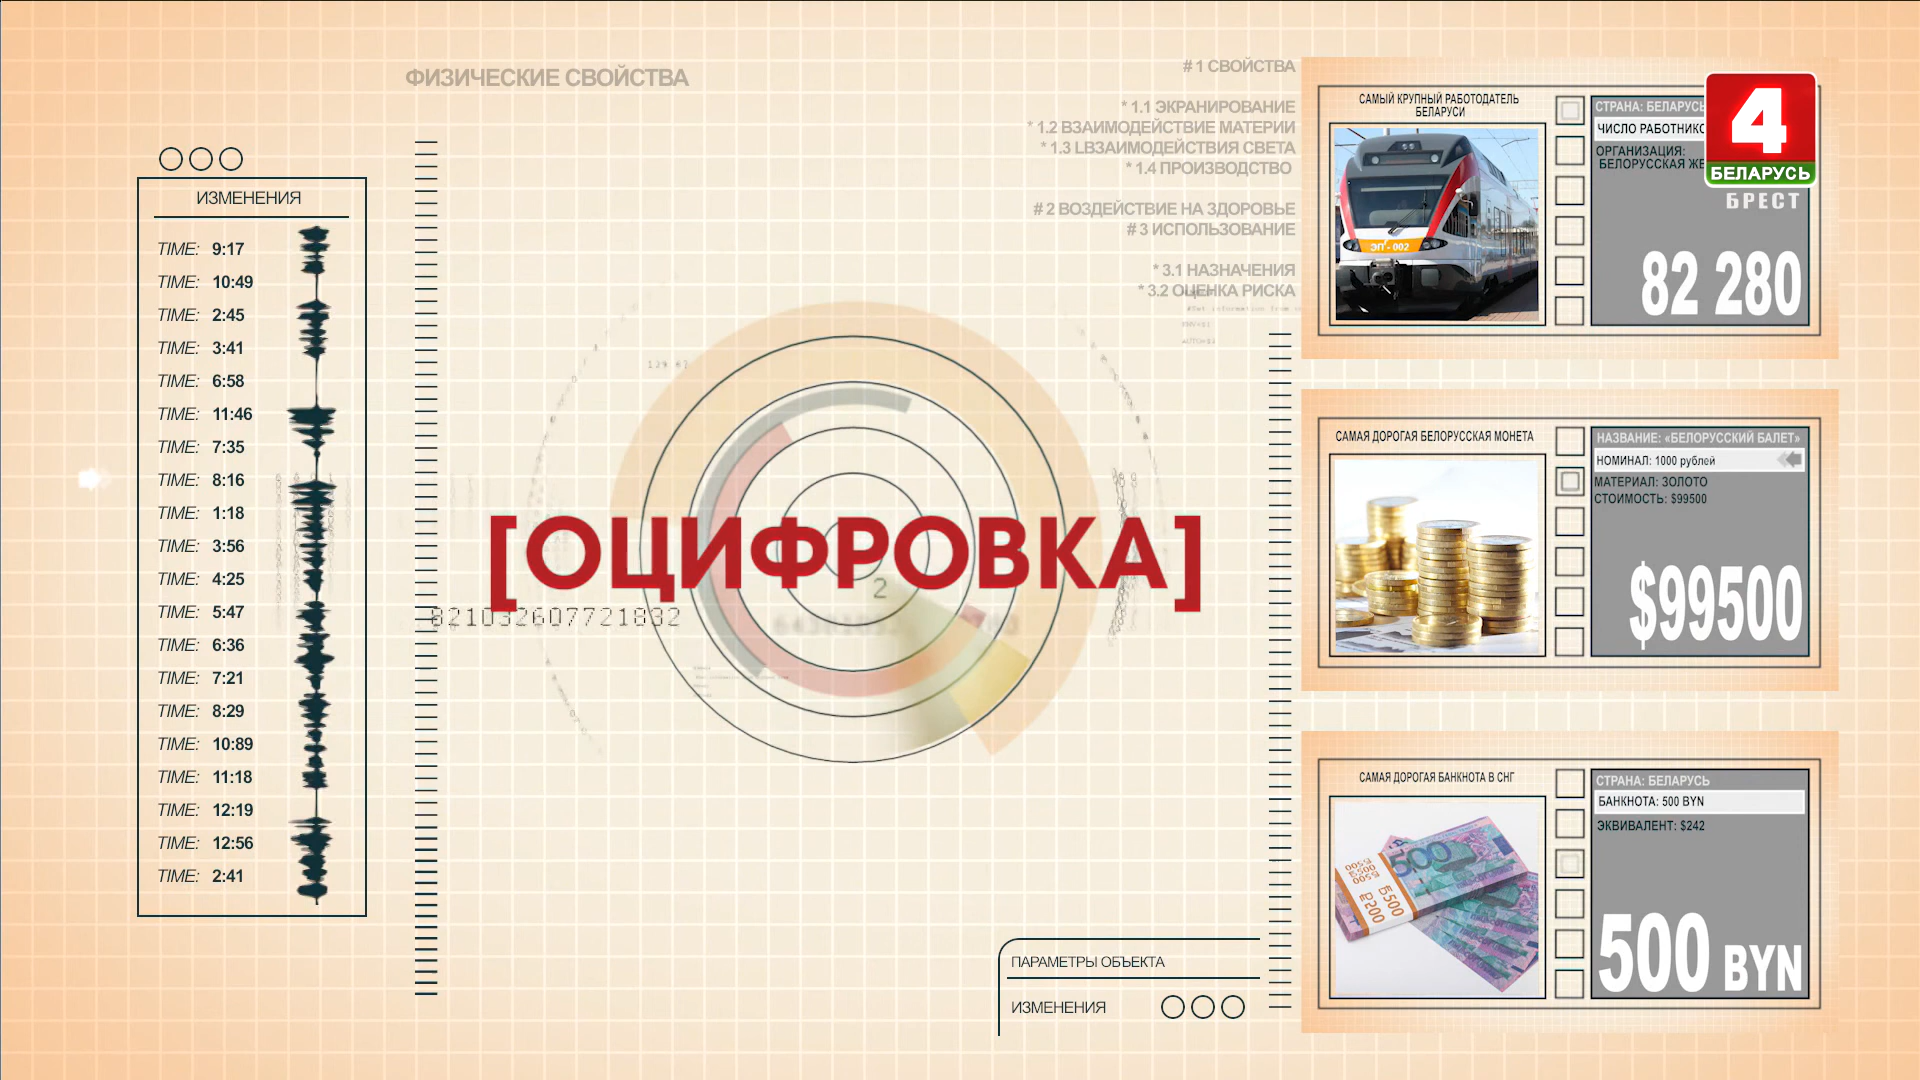 ФИЗИЧЕСКИЕ СВОЙСТВА
# 1 СВОЙСТВА
* 1.1 ЭКРАНИРОВАНИЕ
* 1.2 ВЗАИМОДЕЙСТВИЕ МАТЕРИИ
* 1.3 LВЗАИМОДЕЙСТВИЯ СВЕТА
* 1.4 ПРОИЗВОДСТВО
# 2 ВОЗДЕЙСТВИЕ НА ЗДОРОВЬЕ
# 3 ИСПОЛЬЗОВАНИЕ
* 3.1 НАЗНАЧЕНИЯ
* 3.2 ОЦЕНКА РИСКА
ИЗМЕНЕНИЯ
TIME: 9:17
TIME: 10:49
TIME: 2:45
TIME: 3:41
TIME: 6:58
TIME: 11:46
TIME: 7:35
TIME: 8:16
TIME: 1:18
TIME: 3:56
TIME: 4:25
TIME: 5:47
TIME: 6:36
TIME: 7:21
TIME: 8:29
TIME: 10:89
TIME: 11:18
TIME: 12:19
TIME: 12:56
TIME: 2:41
[ОЦИФРОВКА]
2
821032607721832
ПАРАМЕТРЫ ОБЪЕКТА
ИЗМЕНЕНИЯ
САМЫЙ КРУПНЫЙ РАБОТОДАТЕЛЬ
БЕЛАРУСИ
ЭП - 002
СТРАНА: БЕЛАРУСЬ
ЧИСЛО РАБОТНИКО
ОРГАНИЗАЦИЯ:
БЕЛОРУССКАЯ ЖЕ
82 280
4
БЕЛАРУСЬ
БРЕСТ
САМАЯ ДОРОГАЯ БЕЛОРУССКАЯ МОНЕТА
НАЗВАНИЕ: «БЕЛОРУССКИЙ БАЛЕТ»
НОМИНАЛ: 1000 рублей
МАТЕРИАЛ: ЗОЛОТО
СТОИМОСТЬ: $99500
$99500
САМАЯ ДОРОГАЯ БАНКНОТА В СНГ
500
СТРАНА: БЕЛАРУСЬ
БАНКНОТА: 500 BYN
ЭКВИВАЛЕНТ: $242
500 BYN